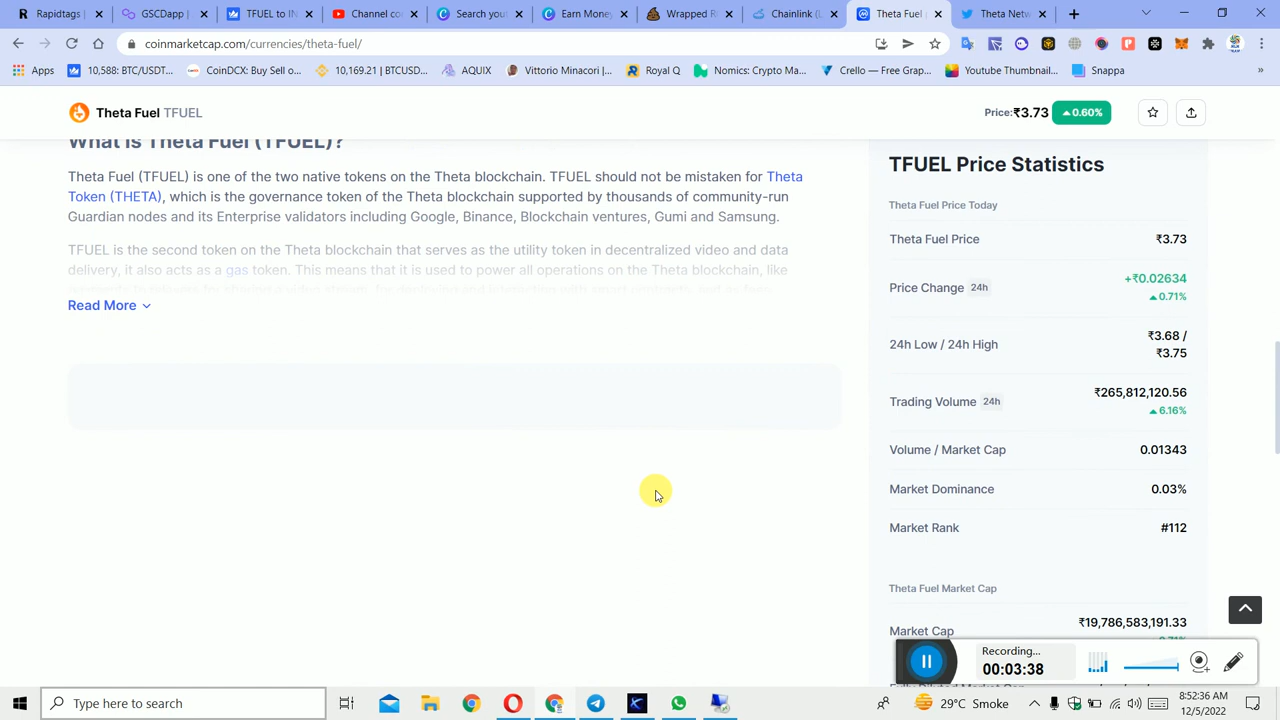 Rapidtags
GSCDapp
TFUEL to IN
Channel co
Search your
Earn Money
Wrapped R
Chainlink (L
Theta Fuel
Price Netw
coinmarketcap.com/currencies/theta-fuel/
Apps
10,588: BTC/USDT...
CoinDCX Buy Sell o...
10,169.21 | BTCUSD...
AQUIX
Vittorio Minacori |...
Royal Q
Nomics: Crypto Ma...
Crello — Free Grap...
Youtube Thumbnail...
Snappa
»
Theta Fuel TFUEL
Price: ₹3.73 0.60%
What is Theta Fuel (TFUEL)?
Theta Fuel (TFUEL) is one of the two native tokens on the Theta blockchain. TFUEL should not be mistaken for Theta
Token (THETA), which is the governance token of the Theta blockchain supported by thousands of community-run
Guardian nodes and its Enterprise validators including Google, Binance, Blockchain ventures, Gumi and Samsung.
TFUEL is the second token on the Theta blockchain that serves as the utility token in decentralized video and data
delivery, it also acts as a gas token. This means that it is used to power all operations on the Theta blockchain, like
Read More
TFUEL Price Statistics
Theta Fuel Price Today
Theta Fuel Price ₹3.73
Price Change 24h +₹0.02634
0.71%
24h Low / 24h High ₹3.68 /
₹3.75
Trading Volume 24h ₹265,812,120.56
6.16%
Volume / Market Cap 0.01343
Market Dominance 0.03%
Market Rank #112
Theta Fuel Market Cap
Market Cap ₹19,786,583,191.33
Recording...
00:03:38
Type here to search
29°C Smoke
8:52:36 AM
12/5/2022